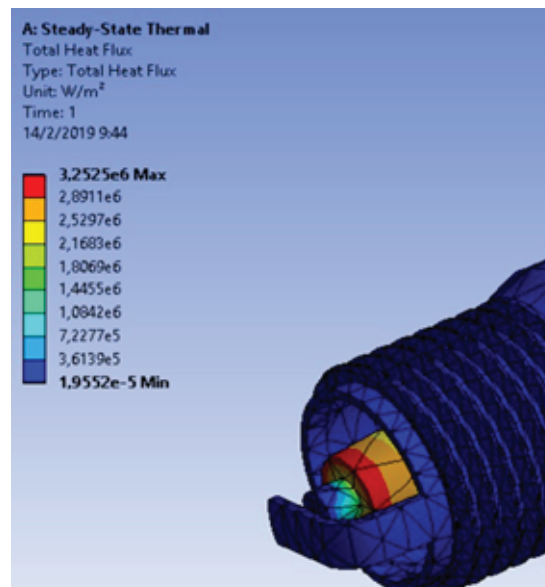 A: Steady-State Thermal
Total Heat Flux
Type: Total Heat Flux
Unit: W/m²
Time: 1
14/2/2019 9:44
3,2525e6 Max
2,8911e6
2,5297e6
2,1683e6
1,8069e6
1,4455e6
1,0842e6
7,2277e5
3,6139e5
1,9552e-5 Min